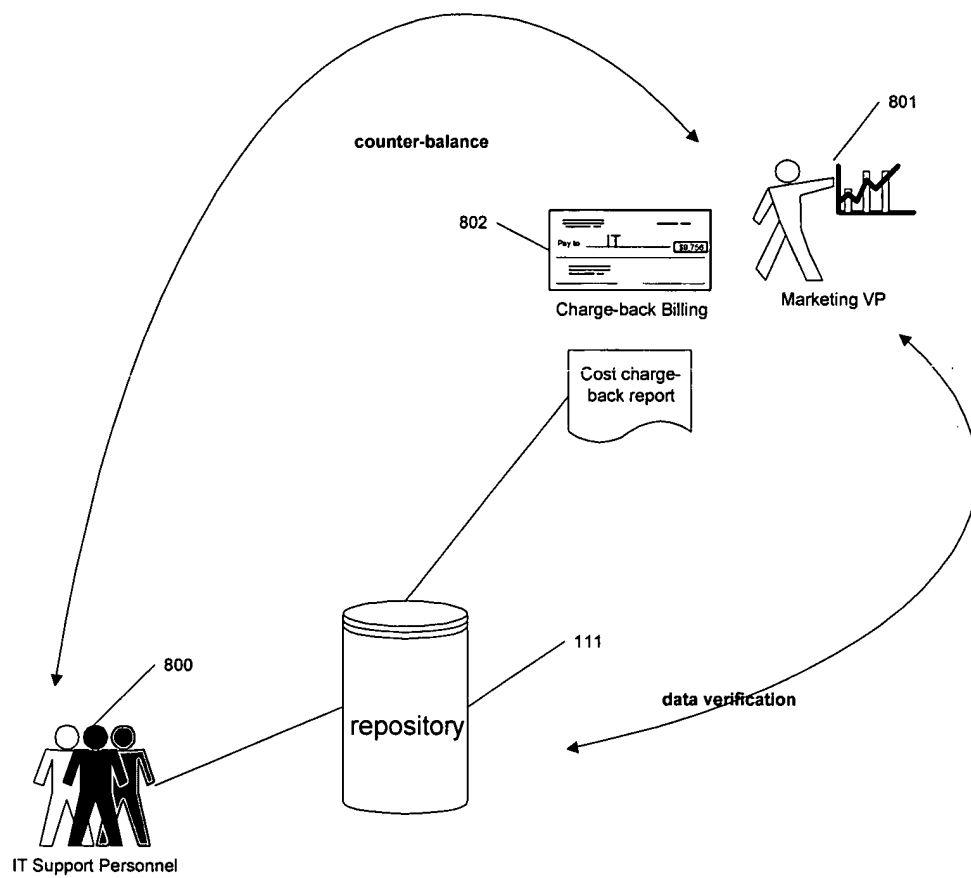 801
counter-balance
802
Pay to IT $9,756
Charge-back Billing
Marketing VP
Cost charge-
back report
800
111
repository
data verification
IT Support Personnel